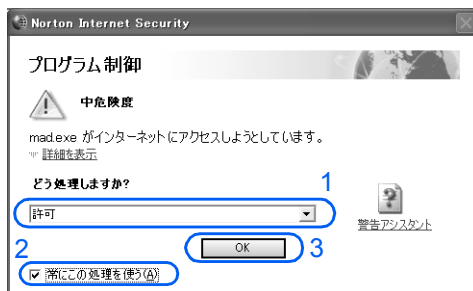 Norton Internet Security
プログラム制御
中危険度
mad.exe がインターネットにアクセスしようとしています。
詳細を表示
どう処理しますか?
1
許可
警告アシスタント
OK
3
2
常にこの処理を使う(A)